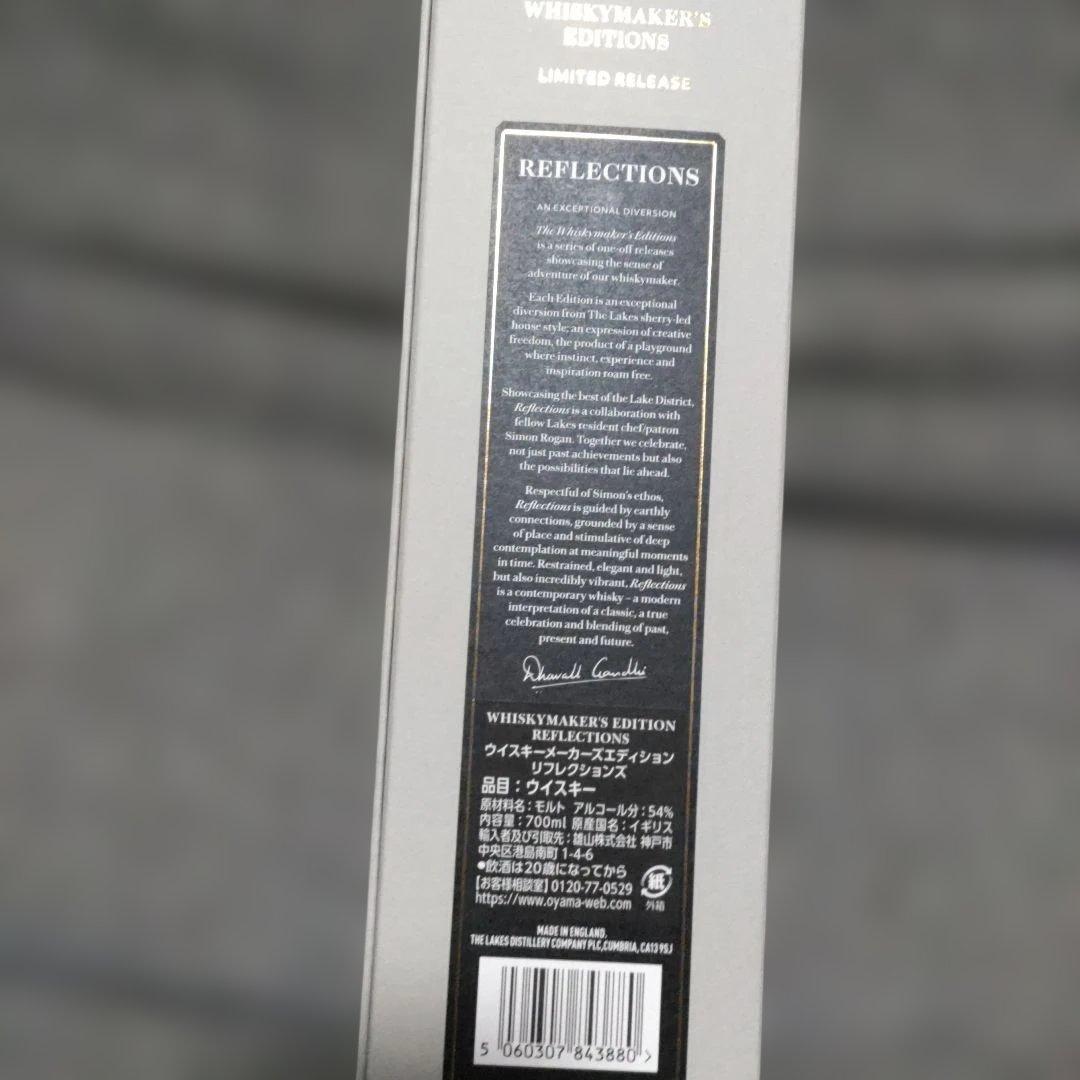 WHISKYMAKER'S
EDITIONS
LIMITED RELEASE
REFLECTIONS
AN EXCEPTIONAL DIVERSION
The Whiskymaker's Editions
is a series of one-off releases
showcasing the sense of
adventure of our whiskymaker.
Each Edition is an exceptional
diversion from The Lakes sherry-led
house style; an expression of creative
freedom, the product of a playground
where instinct, experience and
inspiration roam free.
Showcasing the best of the Lake District,
Reflections is a collaboration with
fellow Lakes resident chef/patron
Simon Rogan. Together we celebrate,
not just past achievements but also
the possibilities that lie ahead.
Respectful of Simon's ethos,
Reflections is guided by earthly
connections, grounded by a sense
of place and stimulative of deep
contemplation at meaningful moments
in time. Restrained, elegant and light,
but also incredibly vibrant, Reflections
is a contemporary whisky – a modern
interpretation of a classic, a true
celebration and blending of past,
present and future.
Dhavall Gandhi
WHISKYMAKER'S EDITION
REFLECTIONS
ウイスキーメーカーズエディション
リフレクションズ
品目：ウイスキー
原材料名：モルト アルコール分：54%
内容量：700ml 原産国名：イギリス
輸入者及び引取先：雄山株式会社 神戸市
中央区港島南町 1-4-6
●飲酒は20歳になってから
【お客様相談室】0120-77-0529
https://www.oyama-web.com
紙
外箱
MADE IN ENGLAND.
THE LAKES DISTILLERY COMPANY PLC, CUMBRIA, CA13 9SJ
5 060307 843880 >